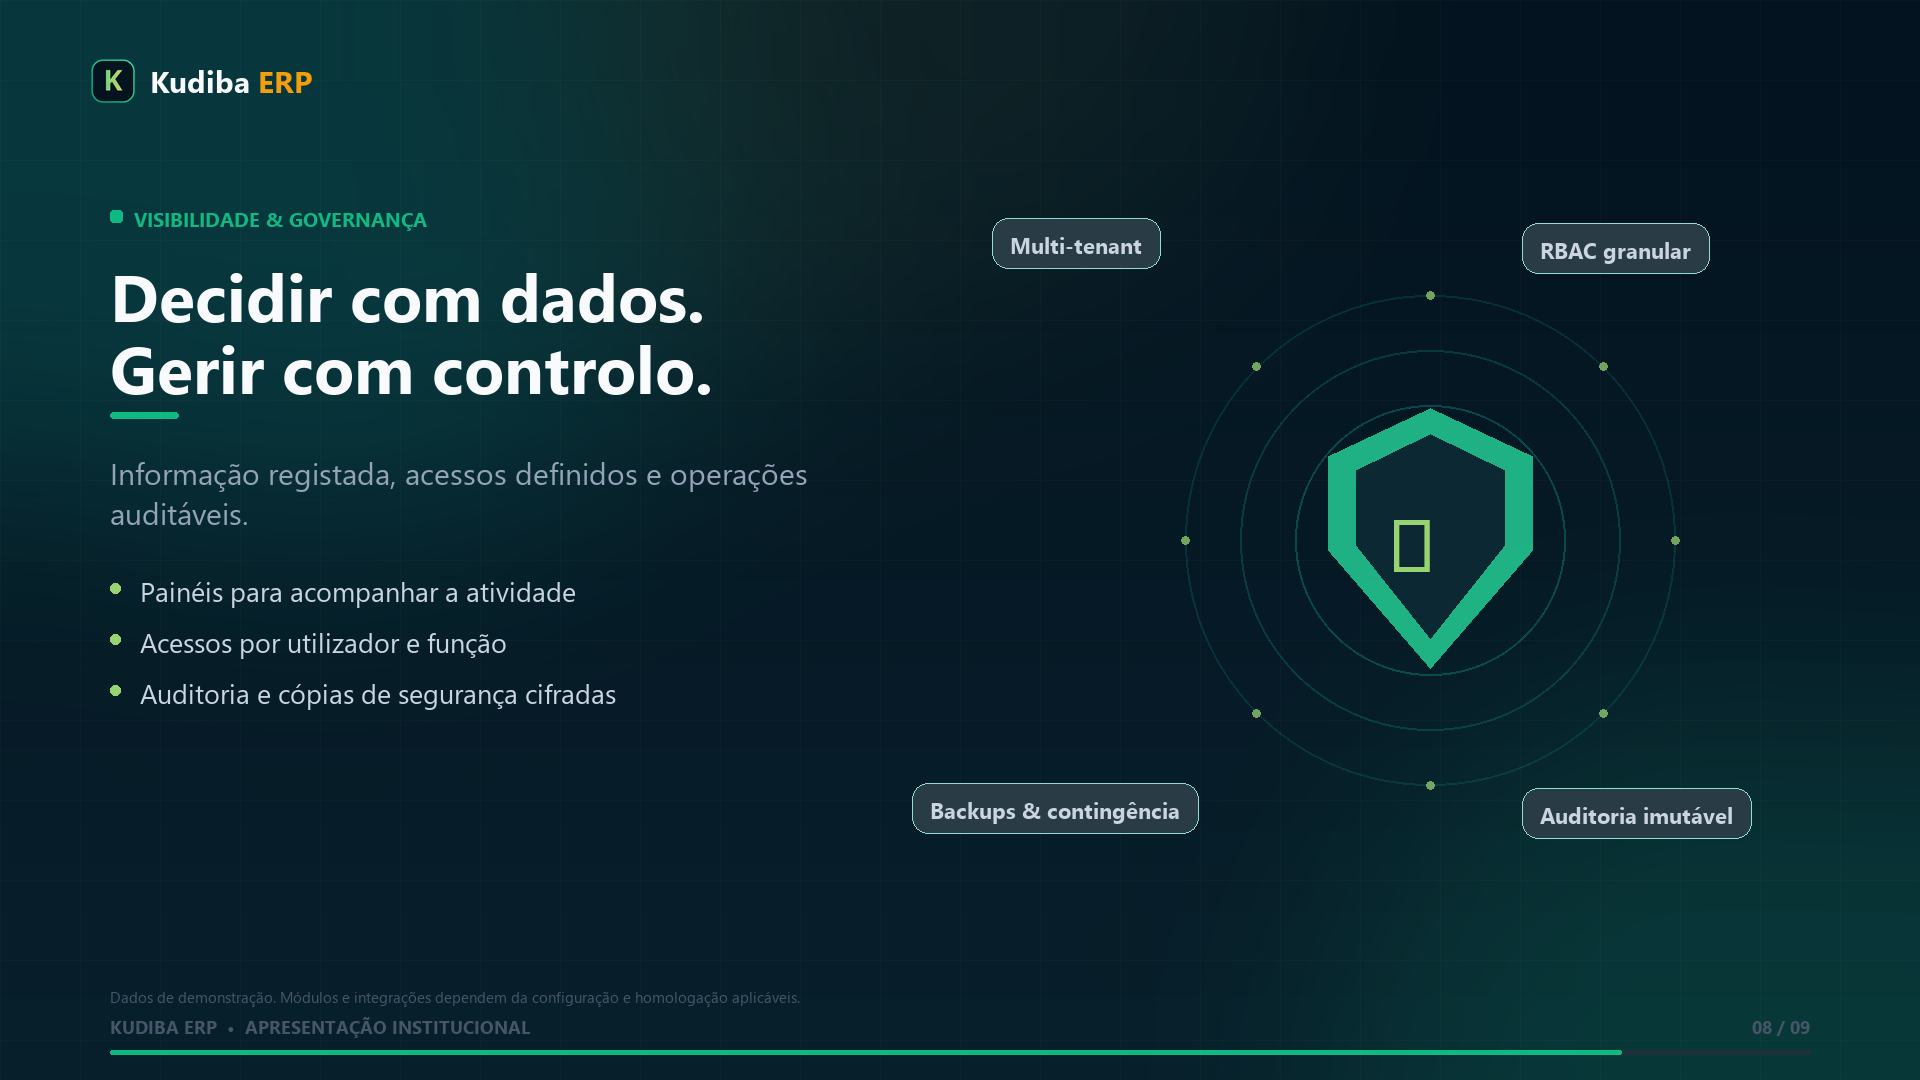 K Kudiba ERP
VISIBILIDADE & GOVERNANÇA
Decidir com dados.
Gerir com controlo.
Informação registada, acessos definidos e operações
auditáveis.
Painéis para acompanhar a atividade
Acessos por utilizador e função
Auditoria e cópias de segurança cifradas
Multi-tenant
RBAC granular
Backups & contingência
Auditoria imutável
Dados de demonstração. Módulos e integrações dependem da configuração e homologação aplicáveis.
KUDIBA ERP • APRESENTAÇÃO INSTITUCIONAL
08 / 09